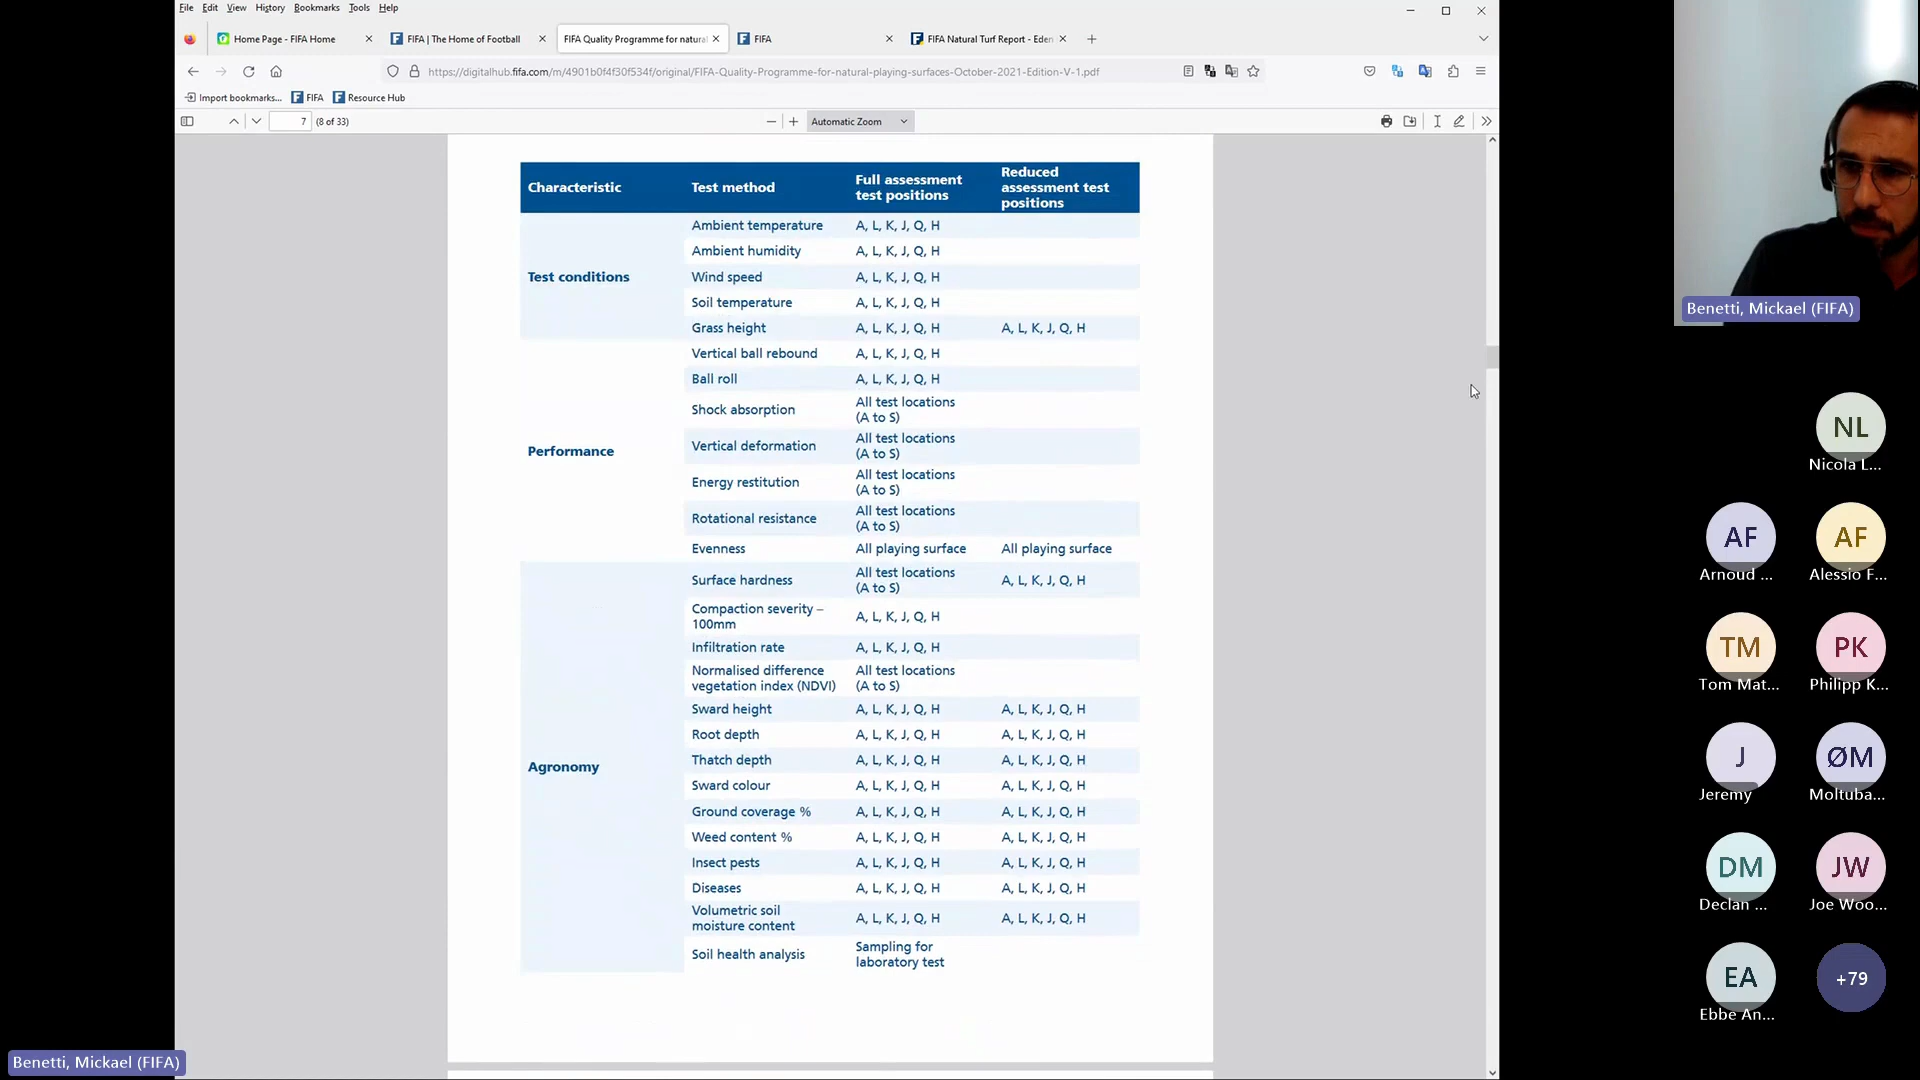 File Edit View History Bookmarks Tools Help
Home Page - FIFA Home
FIFA | The Home of Football
FIFA Quality Programme for natural
FIFA
FIFA Natural Turf Report - Eden
https://digitalhub.fifa.com/m/4901b0f4f30f534f/original/FIFA-Quality-Programme-for-natural-playing-surfaces-October-2021-Edition-V-1.pdf
Import bookmarks... FIFA Resource Hub
7 (8 of 33) Automatic Zoom
Characteristic Test method Full assessment test positions Reduced assessment test positions
Test conditions
Ambient temperature A, L, K, J, Q, H
Ambient humidity A, L, K, J, Q, H
Wind speed A, L, K, J, Q, H
Soil temperature A, L, K, J, Q, H
Grass height A, L, K, J, Q, H A, L, K, J, Q, H
Performance
Vertical ball rebound A, L, K, J, Q, H
Ball roll A, L, K, J, Q, H
Shock absorption All test locations (A to S)
Vertical deformation All test locations (A to S)
Energy restitution All test locations (A to S)
Rotational resistance All test locations (A to S)
Evenness All playing surface All playing surface
Agronomy
Surface hardness All test locations (A to S) A, L, K, J, Q, H
Compaction severity – 100mm A, L, K, J, Q, H
Infiltration rate A, L, K, J, Q, H
Normalised difference vegetation index (NDVI) All test locations (A to S)
Sward height A, L, K, J, Q, H A, L, K, J, Q, H
Root depth A, L, K, J, Q, H A, L, K, J, Q, H
Thatch depth A, L, K, J, Q, H A, L, K, J, Q, H
Sward colour A, L, K, J, Q, H A, L, K, J, Q, H
Ground coverage % A, L, K, J, Q, H A, L, K, J, Q, H
Weed content % A, L, K, J, Q, H A, L, K, J, Q, H
Insect pests A, L, K, J, Q, H A, L, K, J, Q, H
Diseases A, L, K, J, Q, H A, L, K, J, Q, H
Volumetric soil moisture content A, L, K, J, Q, H A, L, K, J, Q, H
Soil health analysis Sampling for laboratory test
Benetti, Mickael (FIFA)
NL
Nicola L...
AF AF
Arnoud ... Alessio F...
TM PK
Tom Mat... Philipp K...
J ØM
Jeremy Moltuba...
DM JW
Declan ... Joe Woo...
EA +79
Ebbe An...
Benetti, Mickael (FIFA)